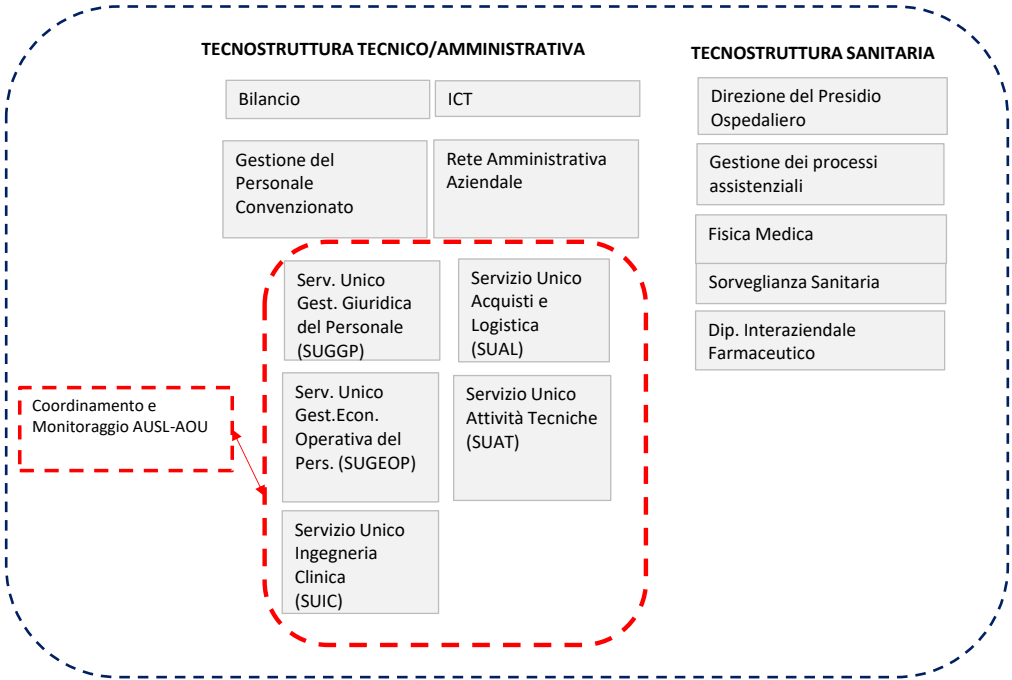 TECNOSTRUTTURA TECNICO/AMMINISTRATIVA
Bilancio
ICT
Gestione del
Personale
Convenzionato
Rete Amministrativa
Aziendale
Serv. Unico
Gest. Giuridica
del Personale
(SUGGP)
Servizio Unico
Acquisti e
Logistica
(SUAL)
Serv. Unico
Gest.Econ.
Operativa del
Pers. (SUGEOP)
Servizio Unico
Attività Tecniche
(SUAT)
Servizio Unico
Ingegneria
Clinica
(SUIC)
Coordinamento e
Monitoraggio AUSL-AOU
TECNOSTRUTTURA SANITARIA
Direzione del Presidio
Ospedaliero
Gestione dei processi
assistenziali
Fisica Medica
Sorveglianza Sanitaria
Dip. Interaziendale
Farmaceutico